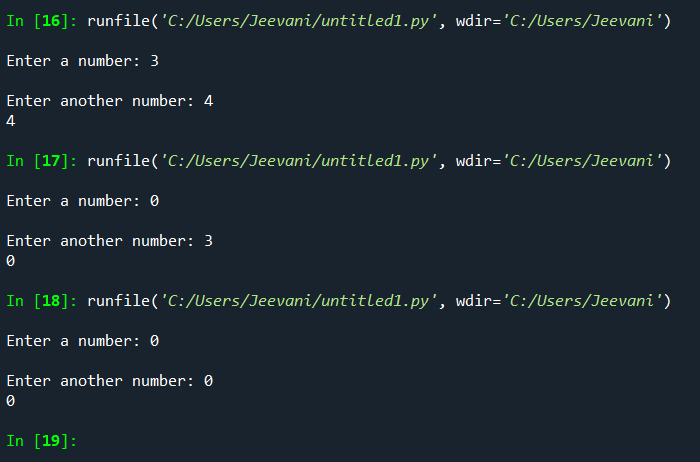 In [16]: runfile('C:/Users/Jeevani/untitled1.py', wdir='C:/Users/Jeevani')
Enter a number: 3
Enter another number: 4
4
In [17]: runfile('C:/Users/Jeevani/untitled1.py', wdir='C:/Users/Jeevani')
Enter a number: 0
Enter another number: 3
0
In [18]: runfile('C:/Users/Jeevani/untitled1.py', wdir='C:/Users/Jeevani')
Enter a number: 0
Enter another number: 0
0
In [19]: